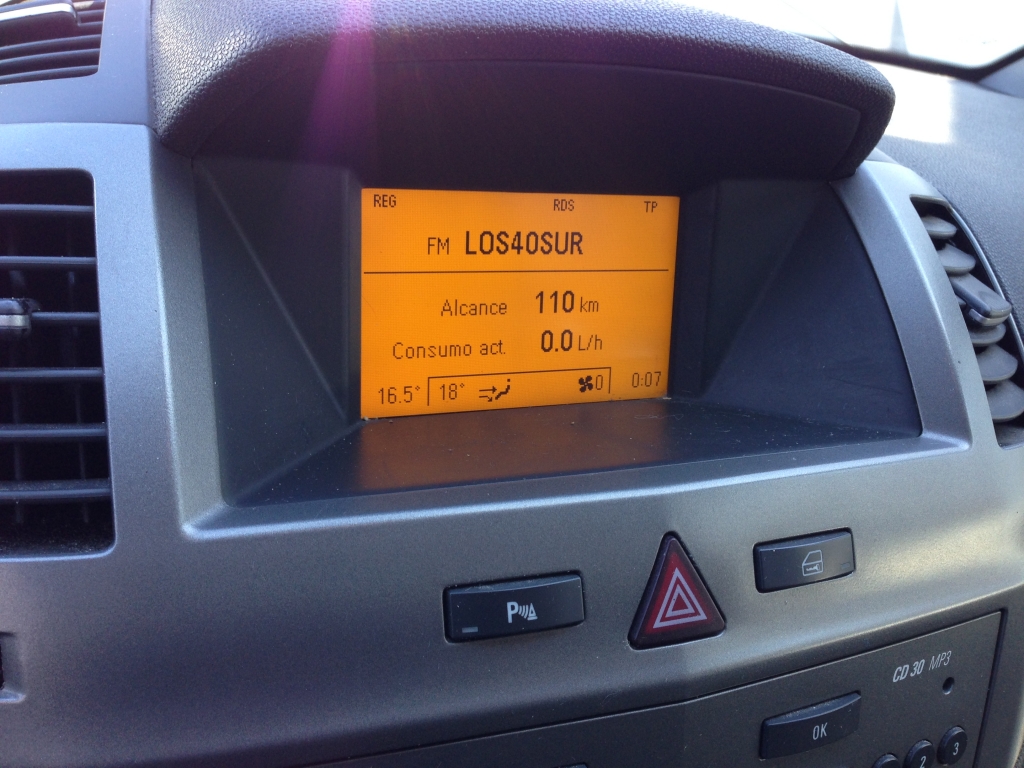 REG RDS TP
FM LOS40SUR
Alcance 110 km
Consumo act. 0.0 L/h
16.5° 18° 0 0:07
P
CD 30 MP3
OK
2 3